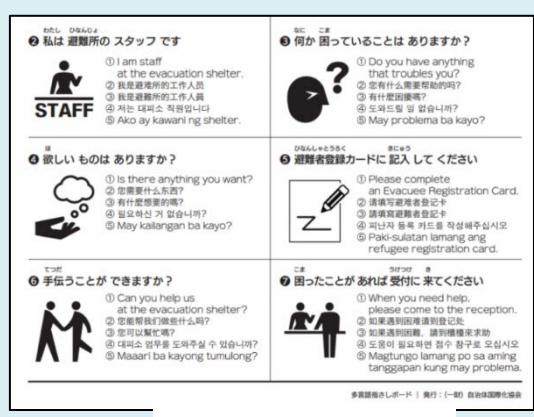 わたし ひなんじょ
❷ 私は 避難所の スタッフ です
STAFF
① I am staff
at the evacuation shelter.
② 我是避难所的工作人员
③ 我是避難所的工作人員
④ 저는 대피소 직원입니다
⑤ Ako ay kawani ng shelter.
なに こま
❸ 何か 困っていることは ありますか？
① Do you have anything
that troubles you?
② 您有什么需要帮助的吗?
③ 有什麼困擾嗎?
④ 도와드릴 일 없습니까?
⑤ May problema ba kayo?
ほ
❹ 欲しい ものは ありますか？
① Is there anything you want?
② 您需要什么东西?
③ 有什麼想要的嗎?
④ 필요하신 거 없습니까?
⑤ May kailangan ba kayo?
ひなんしゃとうろく きにゅう
❺ 避難者登録カードに 記入 して ください
① Please complete
an Evacuee Registration Card.
② 请填写避难者登记卡
③ 請填寫避難者登記卡
④ 피난자 등록 카드를 작성해주십시오
⑤ Paki-sulatan lamang ang
refugee registration card.
てつだ
❻ 手伝うことが できますか？
① Can you help us
at the evacuation shelter?
② 您能帮我们做些什么吗?
③ 您可以幫忙嗎?
④ 대피소 업무를 도와주실 수 있습니까?
⑤ Maaari ba kayong tumulong?
こま うけつけ き
❼ 困ったことが あれば 受付に 来てください
① When you need help,
please come to the reception.
② 如果遇到困难请到登记处
③ 如果遇到困難，請到櫃檯來求助
④ 도움이 필요하면 접수 창구로 오십시오
⑤ Magtungo lamang po sa aming
tanggapan kung may problema.
多言語指さしボード | 発行：(一財) 自治体国際化協会